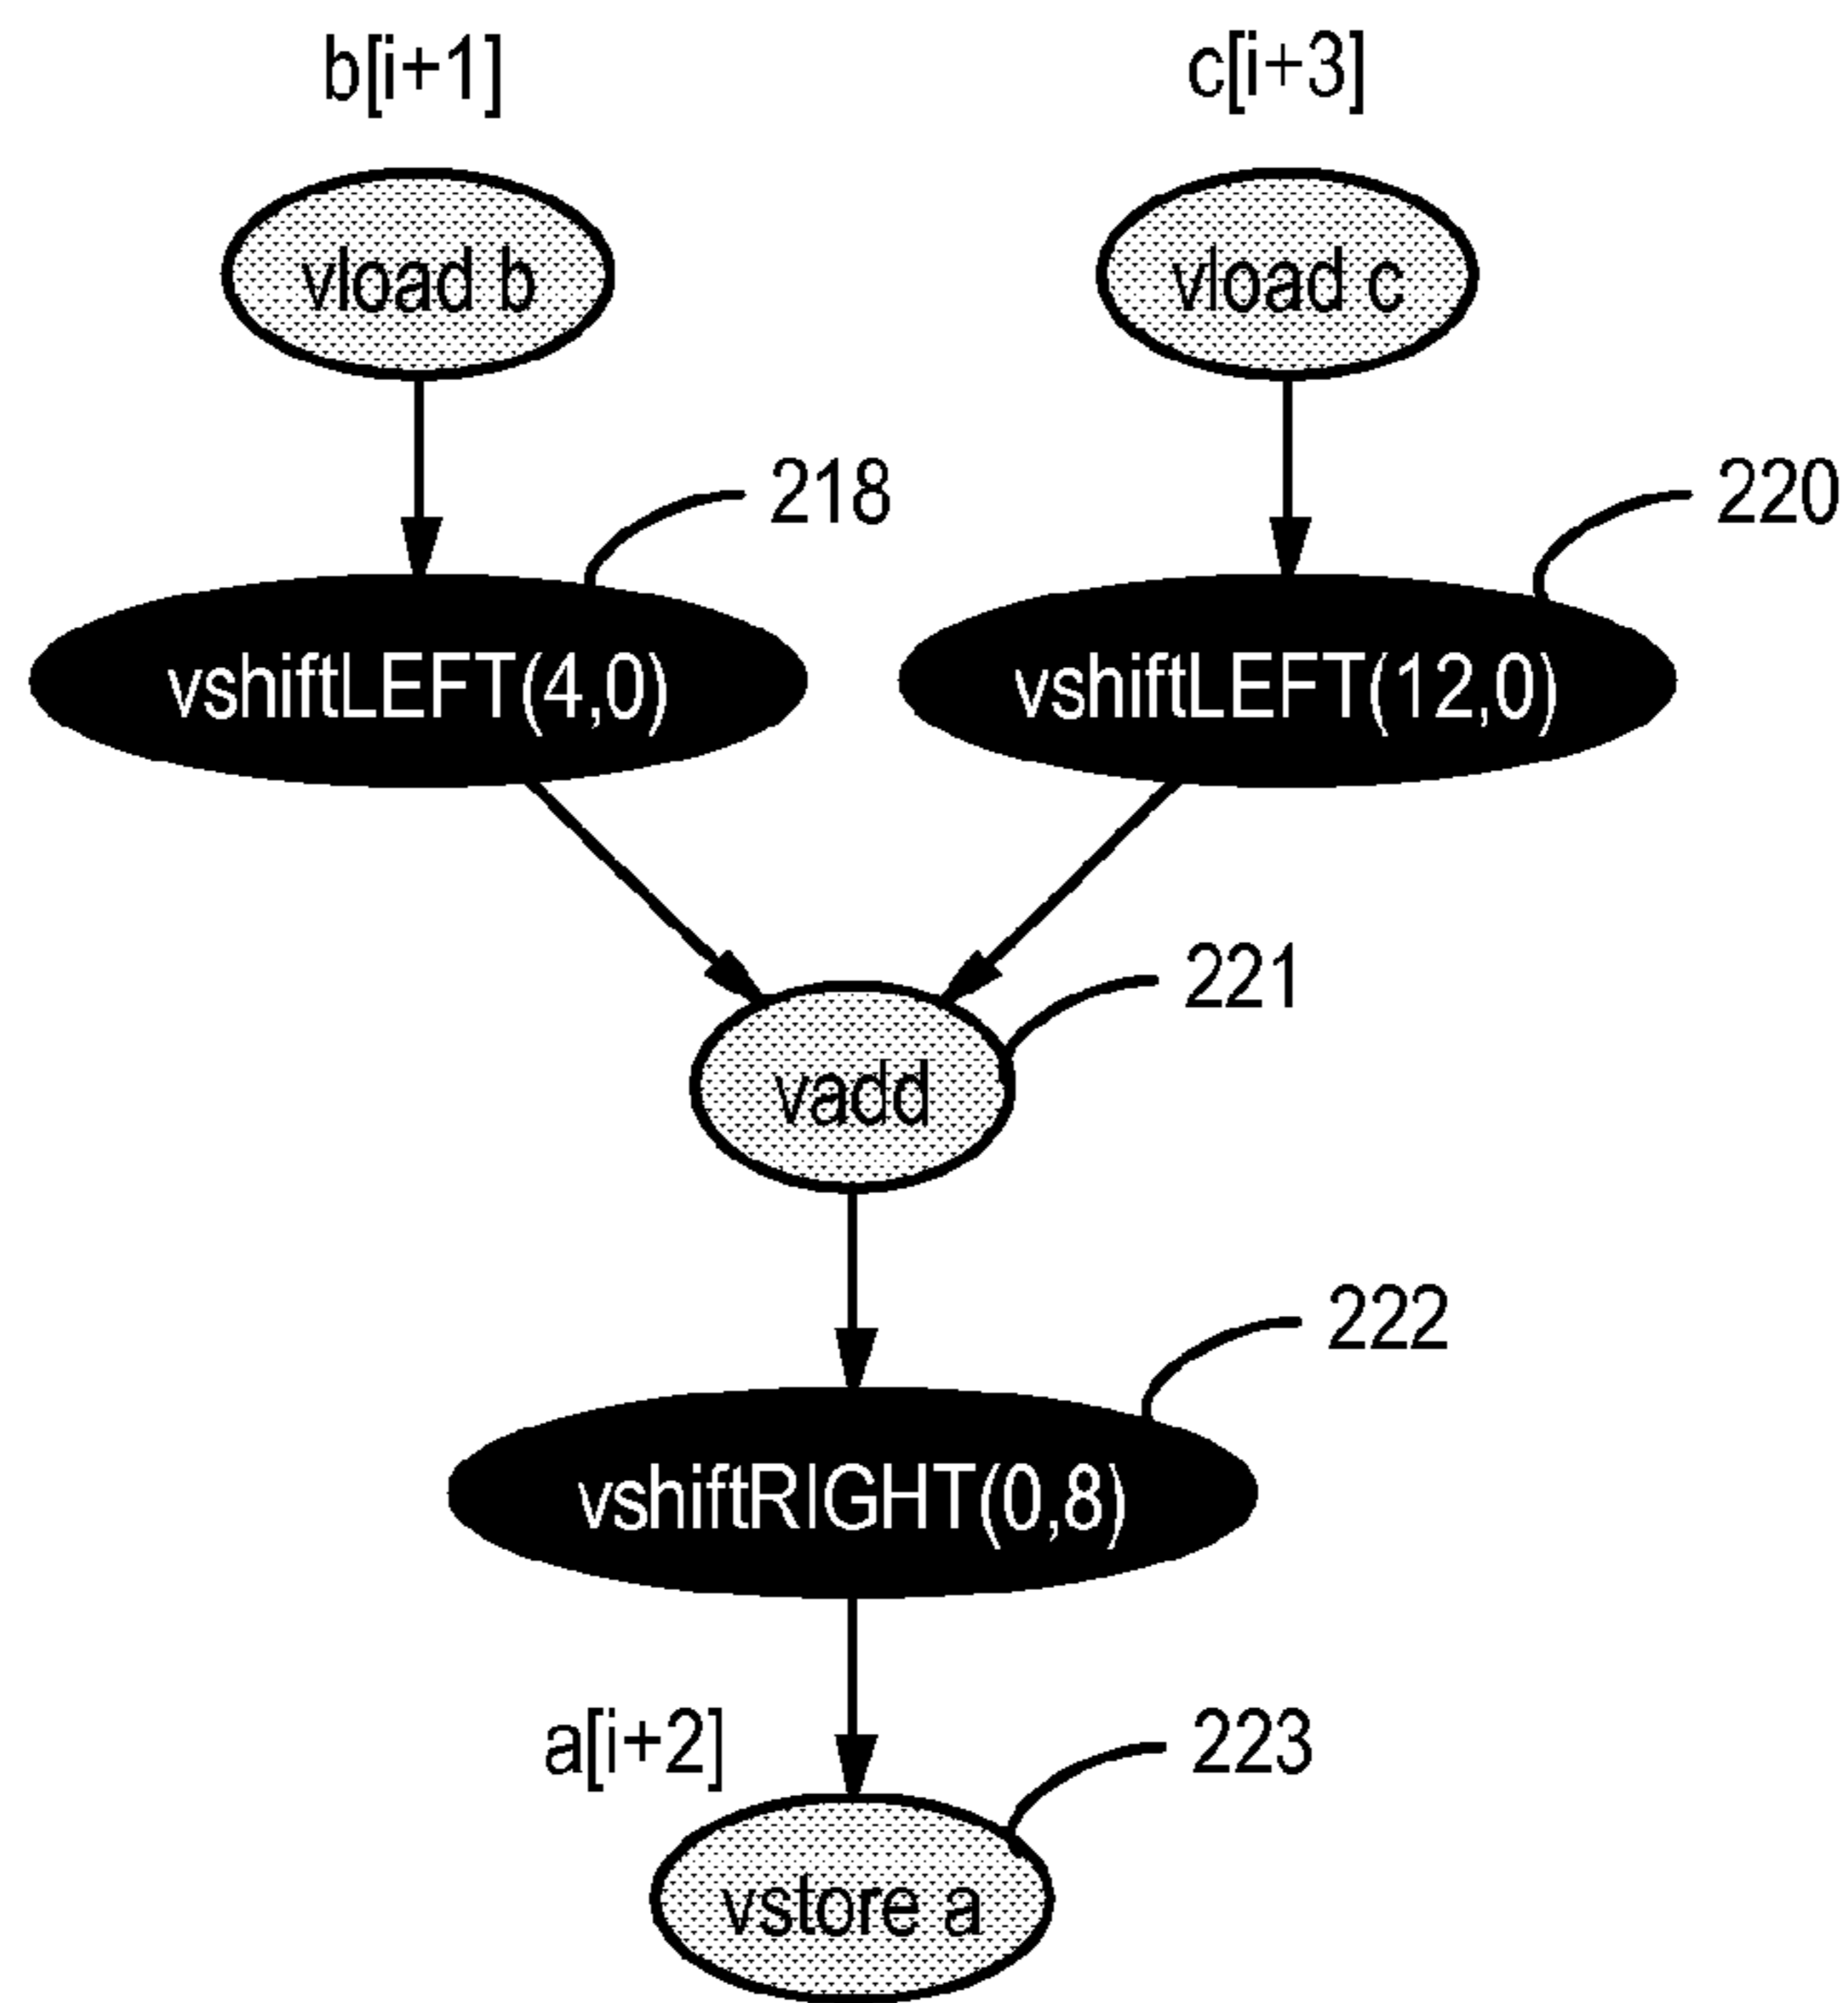 b[i+1]
c[i+3]
vload b
vload c
218
220
vshiftLEFT(4,0)
vshiftLEFT(12,0)
221
vadd
222
vshiftRIGHT(0,8)
a[i+2]
223
vstore a